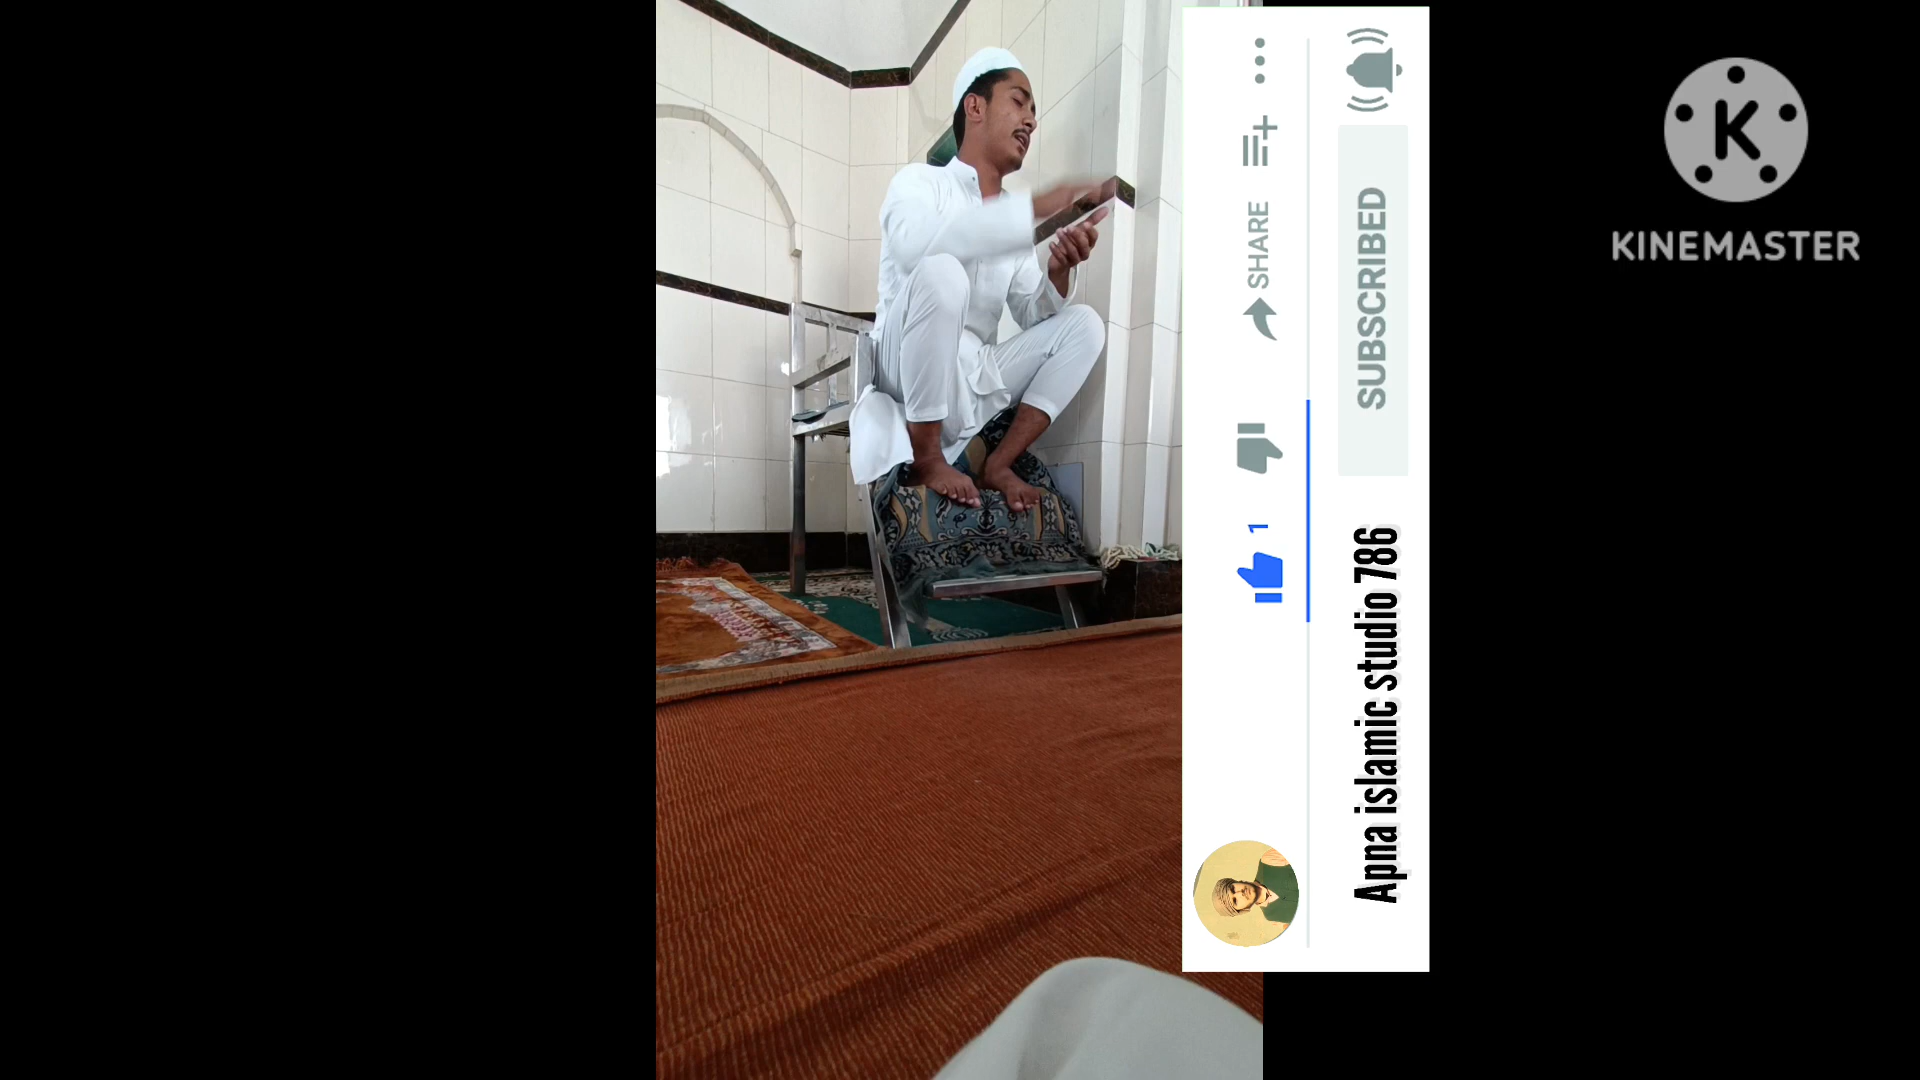 Apna islamic studio 786
SUBSCRIBED
1
SHARE
K
KINEMASTER